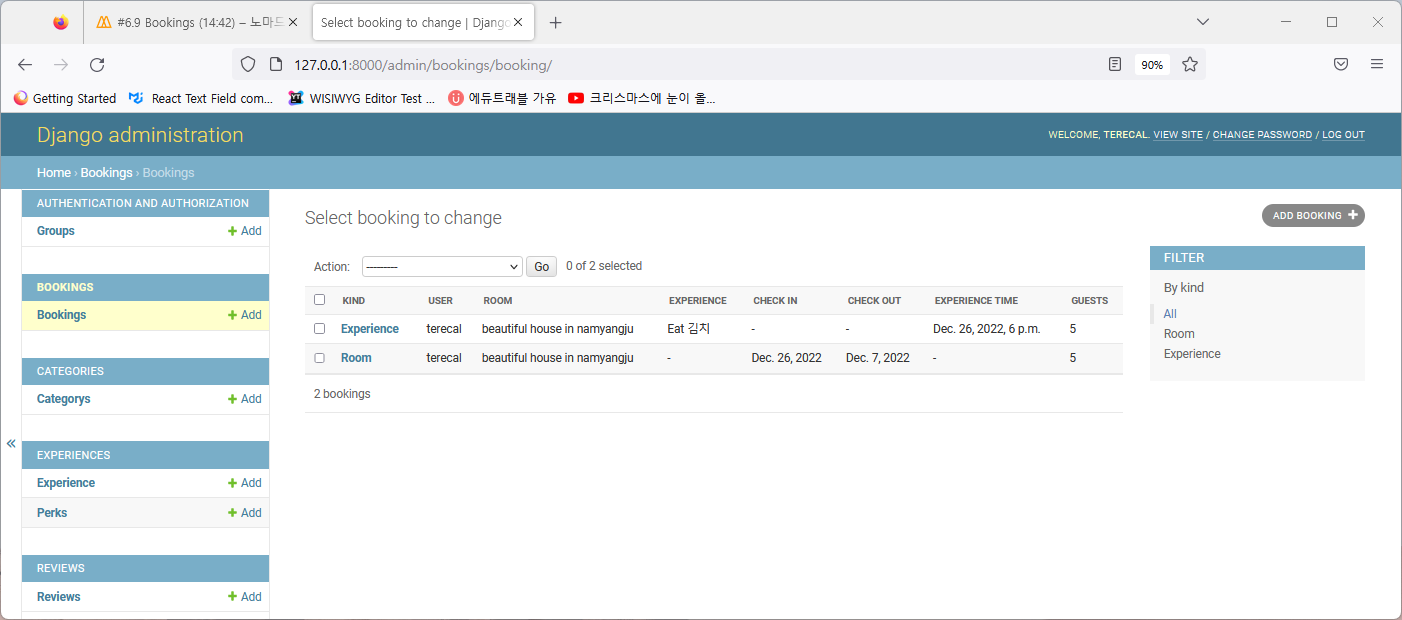 #6.9 Bookings (14:42) – 노마드
Select booking to change | Django
127.0.0.1:8000/admin/bookings/booking/
90%
Getting Started
React Text Field com...
WISIWYG Editor Test ...
에듀트래블 가유
크리스마스에 눈이 올...
Django administration
WELCOME, TERECAL. VIEW SITE / CHANGE PASSWORD / LOG OUT
Home › Bookings › Bookings
AUTHENTICATION AND AUTHORIZATION
Groups + Add
BOOKINGS
Bookings + Add
CATEGORIES
Categorys + Add
EXPERIENCES
Experience + Add
Perks + Add
REVIEWS
Reviews + Add
Select booking to change
ADD BOOKING +
Action: --------- Go 0 of 2 selected
KIND USER ROOM EXPERIENCE CHECK IN CHECK OUT EXPERIENCE TIME GUESTS
Experience terecal beautiful house in namyangju Eat 김치 - - Dec. 26, 2022, 6 p.m. 5
Room terecal beautiful house in namyangju - Dec. 26, 2022 Dec. 7, 2022 - 5
2 bookings
FILTER
By kind
All
Room
Experience